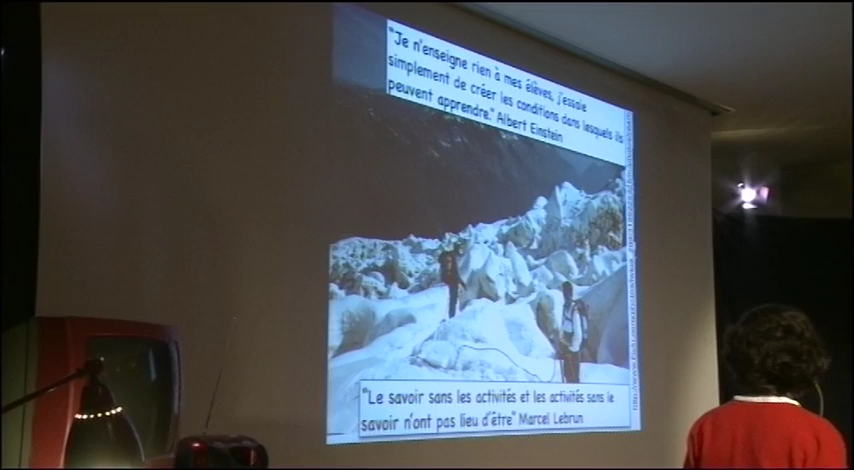 "Je n'enseigne rien à mes élèves, j'essaie
simplement de créer les conditions dans lesquels ils
peuvent apprendre." Albert Einstein
"Le savoir sans les activités et les activités sans le
savoir n'ont pas lieu d'être" Marcel Lebrun